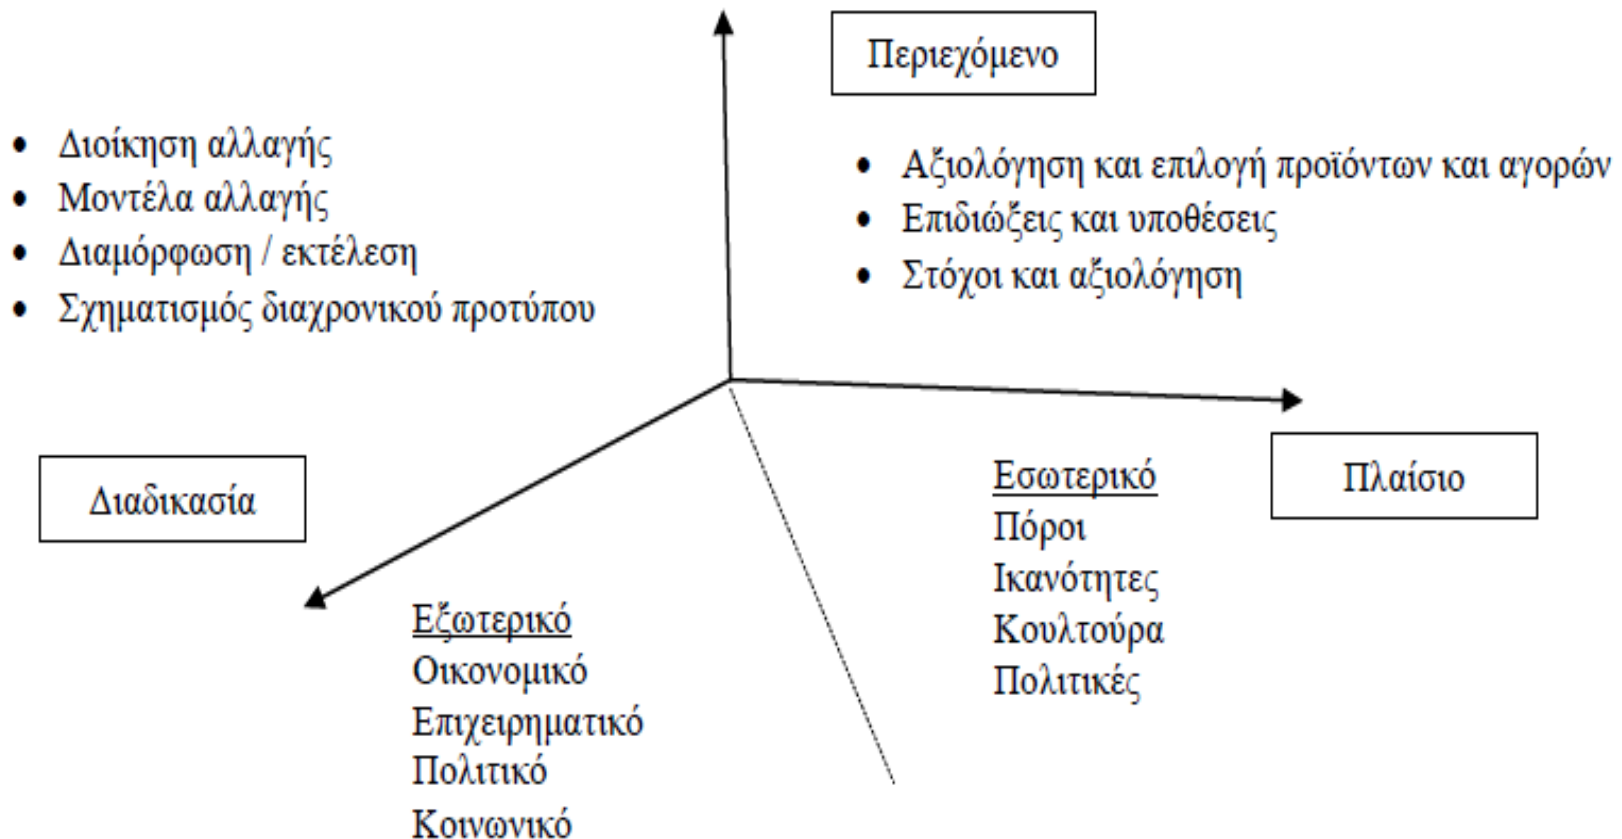 Περιεχόμενο
• Διοίκηση αλλαγής
• Μοντέλα αλλαγής
• Διαμόρφωση / εκτέλεση
• Σχηματισμός διαχρονικού προτύπου
• Αξιολόγηση και επιλογή προϊόντων και αγορών
• Επιδιώξεις και υποθέσεις
• Στόχοι και αξιολόγηση
Διαδικασία
Πλαίσιο
Εξωτερικό
Οικονομικό
Επιχειρηματικό
Πολιτικό
Κοινωνικό
Εσωτερικό
Πόροι
Ικανότητες
Κουλτούρα
Πολιτικές